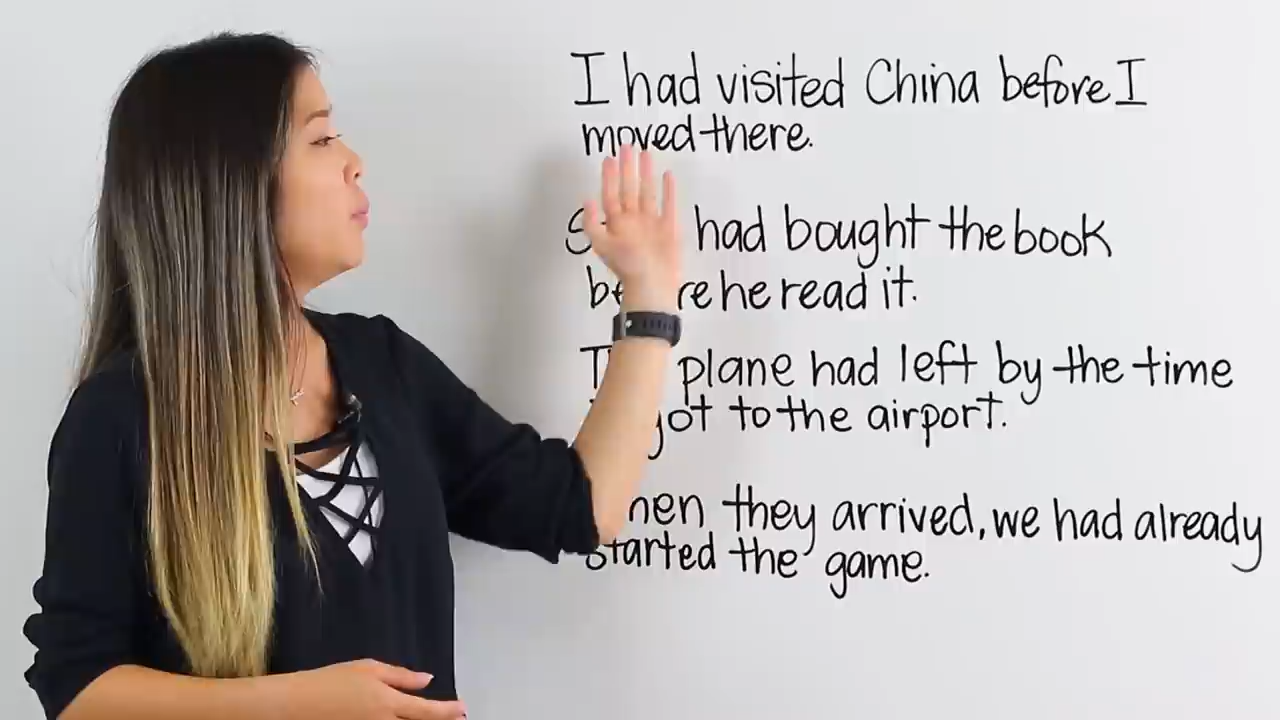 I had visited China before I
moved there.
had bought the book
he read it.
plane had left by the time
got to the airport.
they arrived, we had already
started the game.